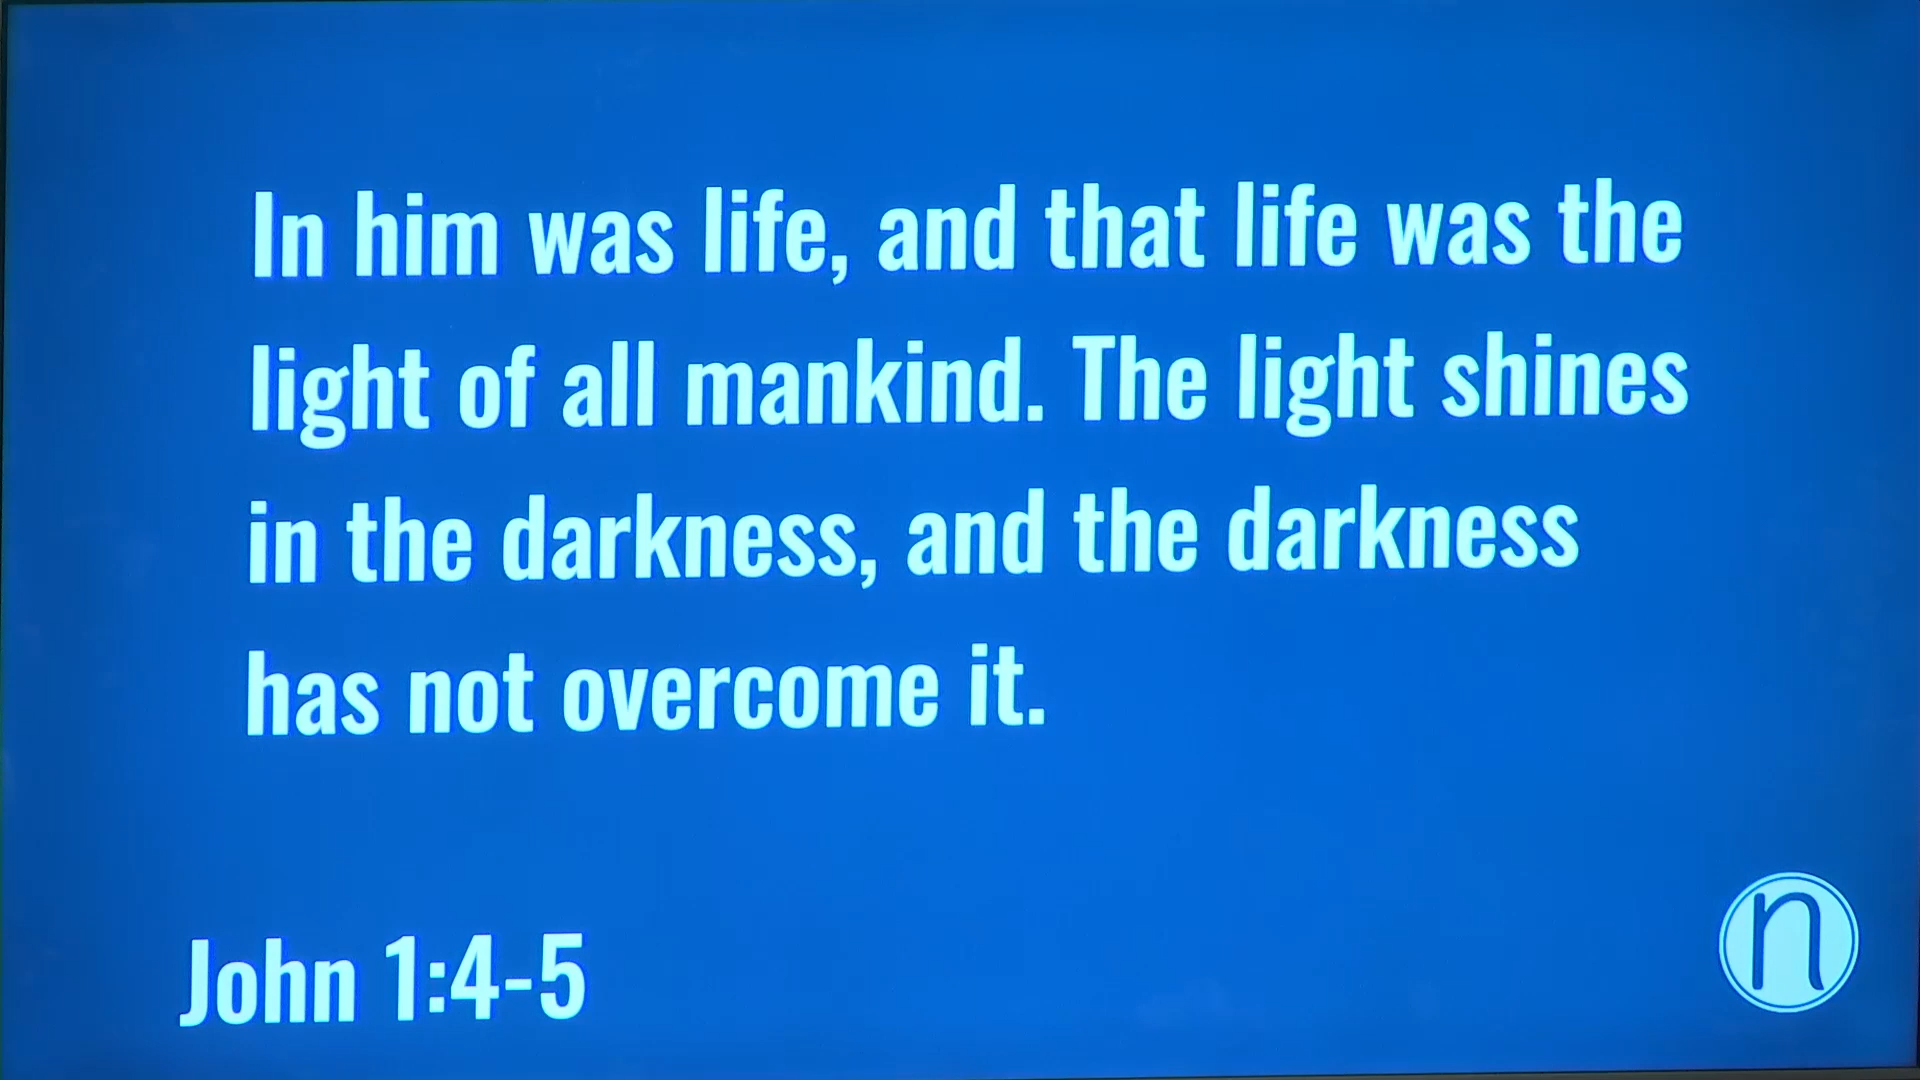 In him was life, and that life was the
light of all mankind. The light shines
in the darkness, and the darkness
has not overcome it.
John 1:4-5
n